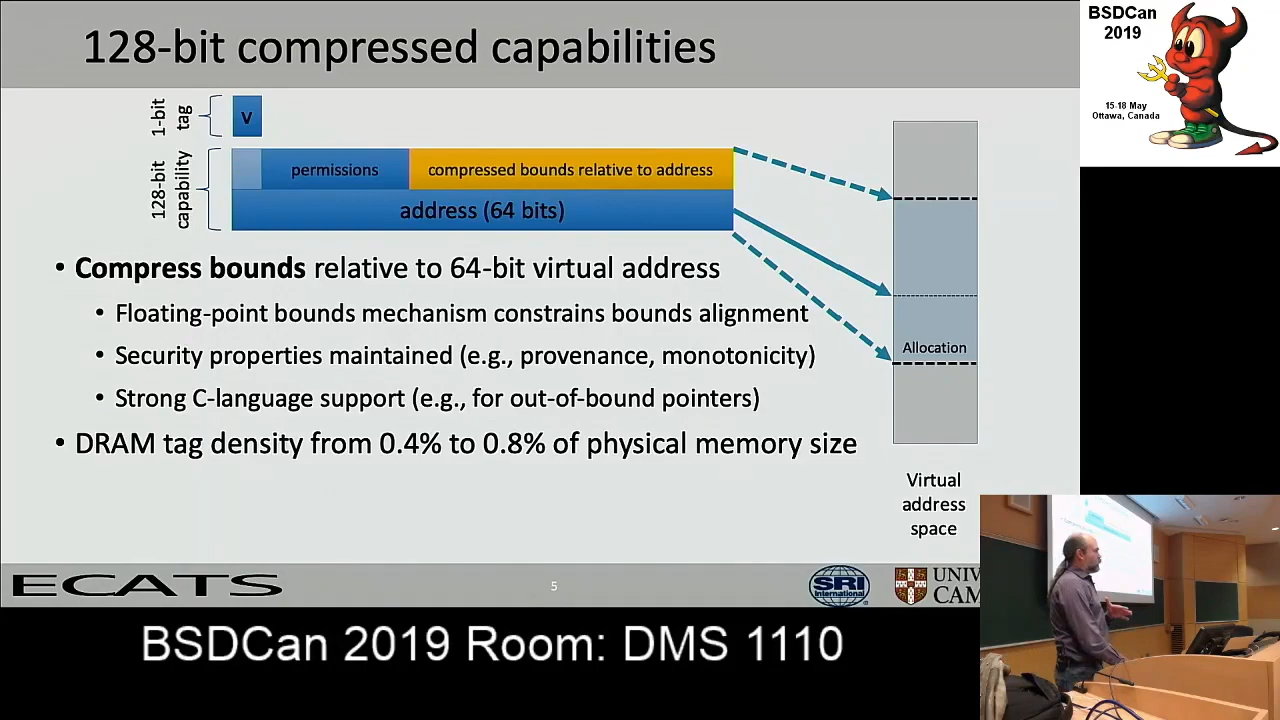 128-bit compressed capabilities
BSDCan
2019
15-18 May
Ottawa, Canada
1-bit
tag
v
128-bit
capability
permissions
compressed bounds relative to address
address (64 bits)
• Compress bounds relative to 64-bit virtual address
• Floating-point bounds mechanism constrains bounds alignment
• Security properties maintained (e.g., provenance, monotonicity)
• Strong C-language support (e.g., for out-of-bound pointers)
• DRAM tag density from 0.4% to 0.8% of physical memory size
Allocation
Virtual
address
space
ECATS
5
SRI
International
UNIV
CAM
BSDCan 2019 Room: DMS 1110